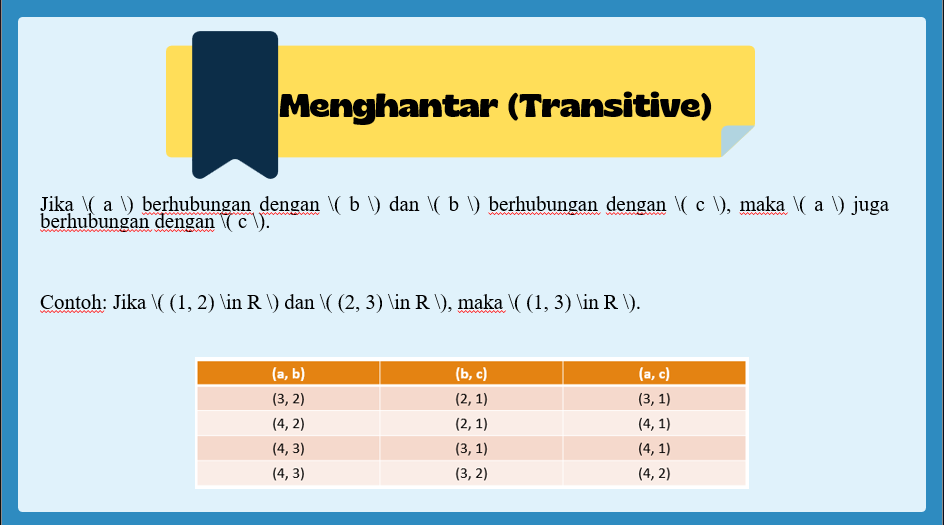 Menghantar (Transitive)
Jika \( a \) berhubungan dengan \( b \) dan \( b \) berhubungan dengan \( c \), maka \( a \) juga
berhubungan dengan \( c \).
Contoh: Jika \( (1, 2) \in R \) dan \( (2, 3) \in R \), maka \( (1, 3) \in R \).
(a, b) (b, c) (a, c)
(3, 2) (2, 1) (3, 1)
(4, 2) (2, 1) (4, 1)
(4, 3) (3, 1) (4, 1)
(4, 3) (3, 2) (4, 2)